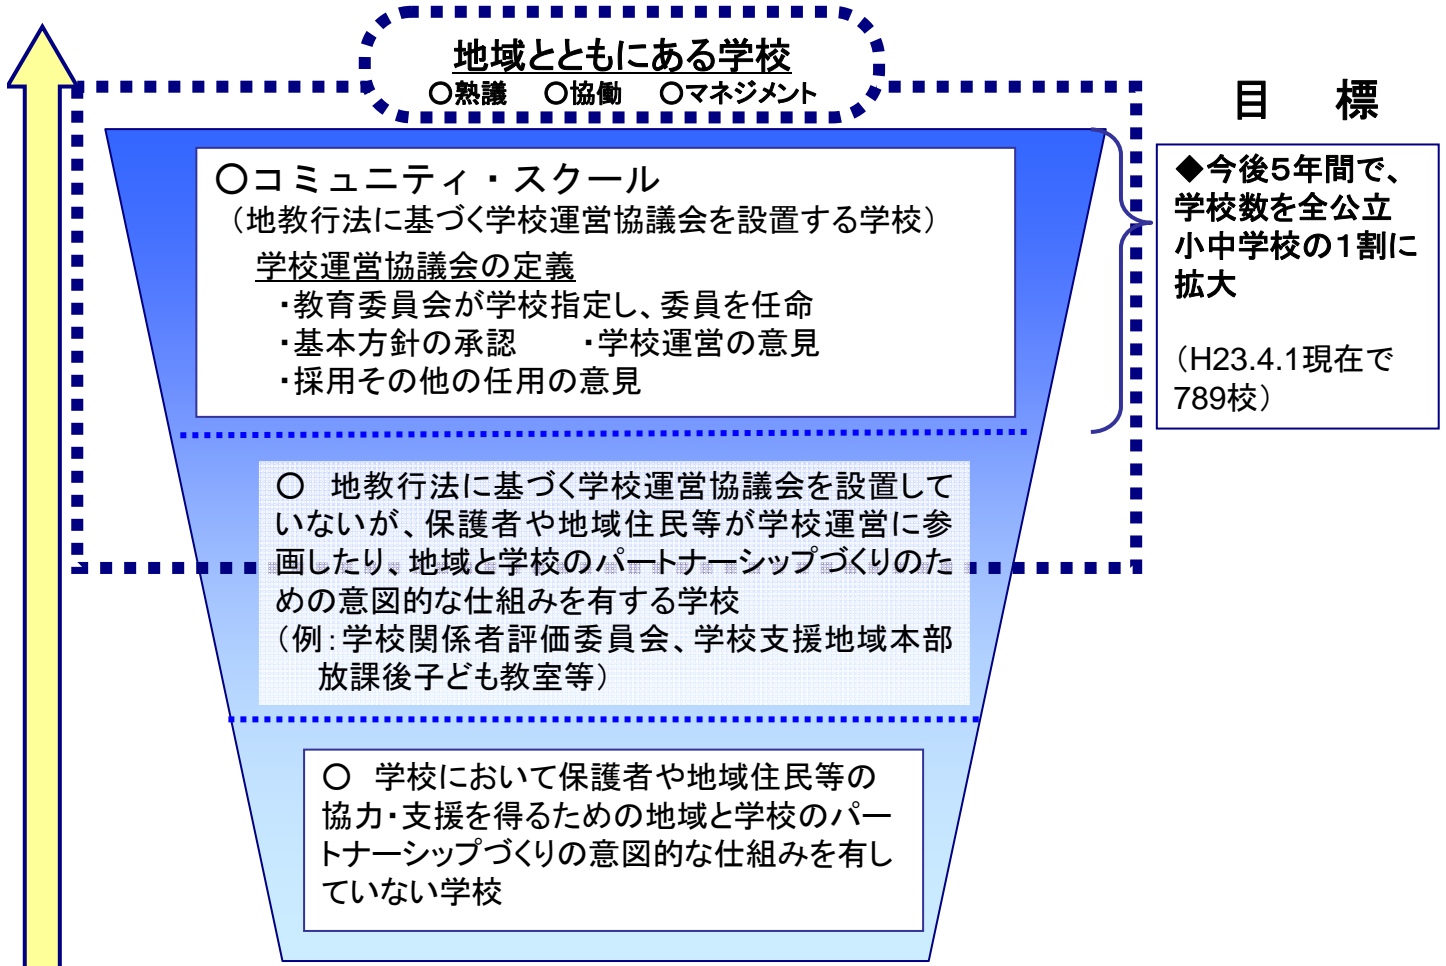 地域とともにある学校
○熟議　○協働　○マネジメント
目　標
○コミュニティ・スクール
（地教行法に基づく学校運営協議会を設置する学校）
学校運営協議会の定義
・教育委員会が学校指定し、委員を任命
・基本方針の承認　・学校運営の意見
・採用その他の任用の意見
◆今後5年間で、
学校数を全公立
小中学校の1割に
拡大
（H23.4.1現在で
789校）
○　地教行法に基づく学校運営協議会を設置して
いないが、保護者や地域住民等が学校運営に参
画したり、地域と学校のパートナーシップづくりのた
めの意図的な仕組みを有する学校
（例：学校関係者評価委員会、学校支援地域本部
放課後子ども教室等）
○　学校において保護者や地域住民等の
協力・支援を得るための地域と学校のパー
トナーシップづくりの意図的な仕組みを有し
ていない学校